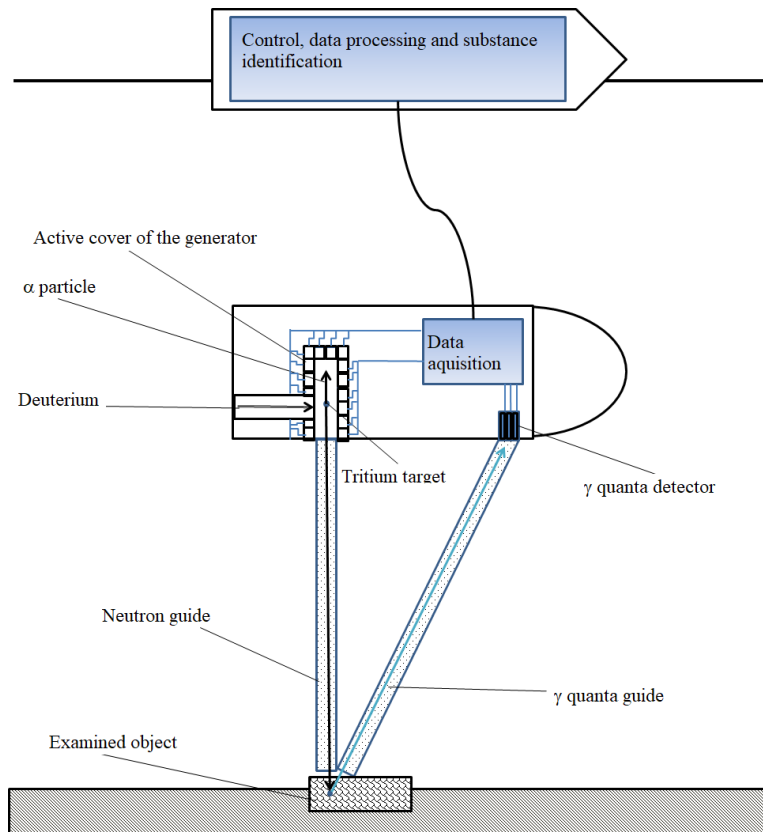 Control, data processing and substance
identification
Active cover of the generator
α particle
Data
aquisition
Deuterium
Tritium target
γ quanta detector
Neutron guide
γ quanta guide
Examined object